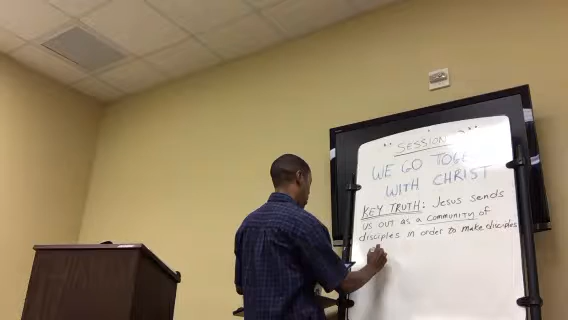 " SESSION
WE GO TOGE
WITH CHRIST
KEY TRUTH: Jesus sends
us out as a community of
disciples in order to make disciples